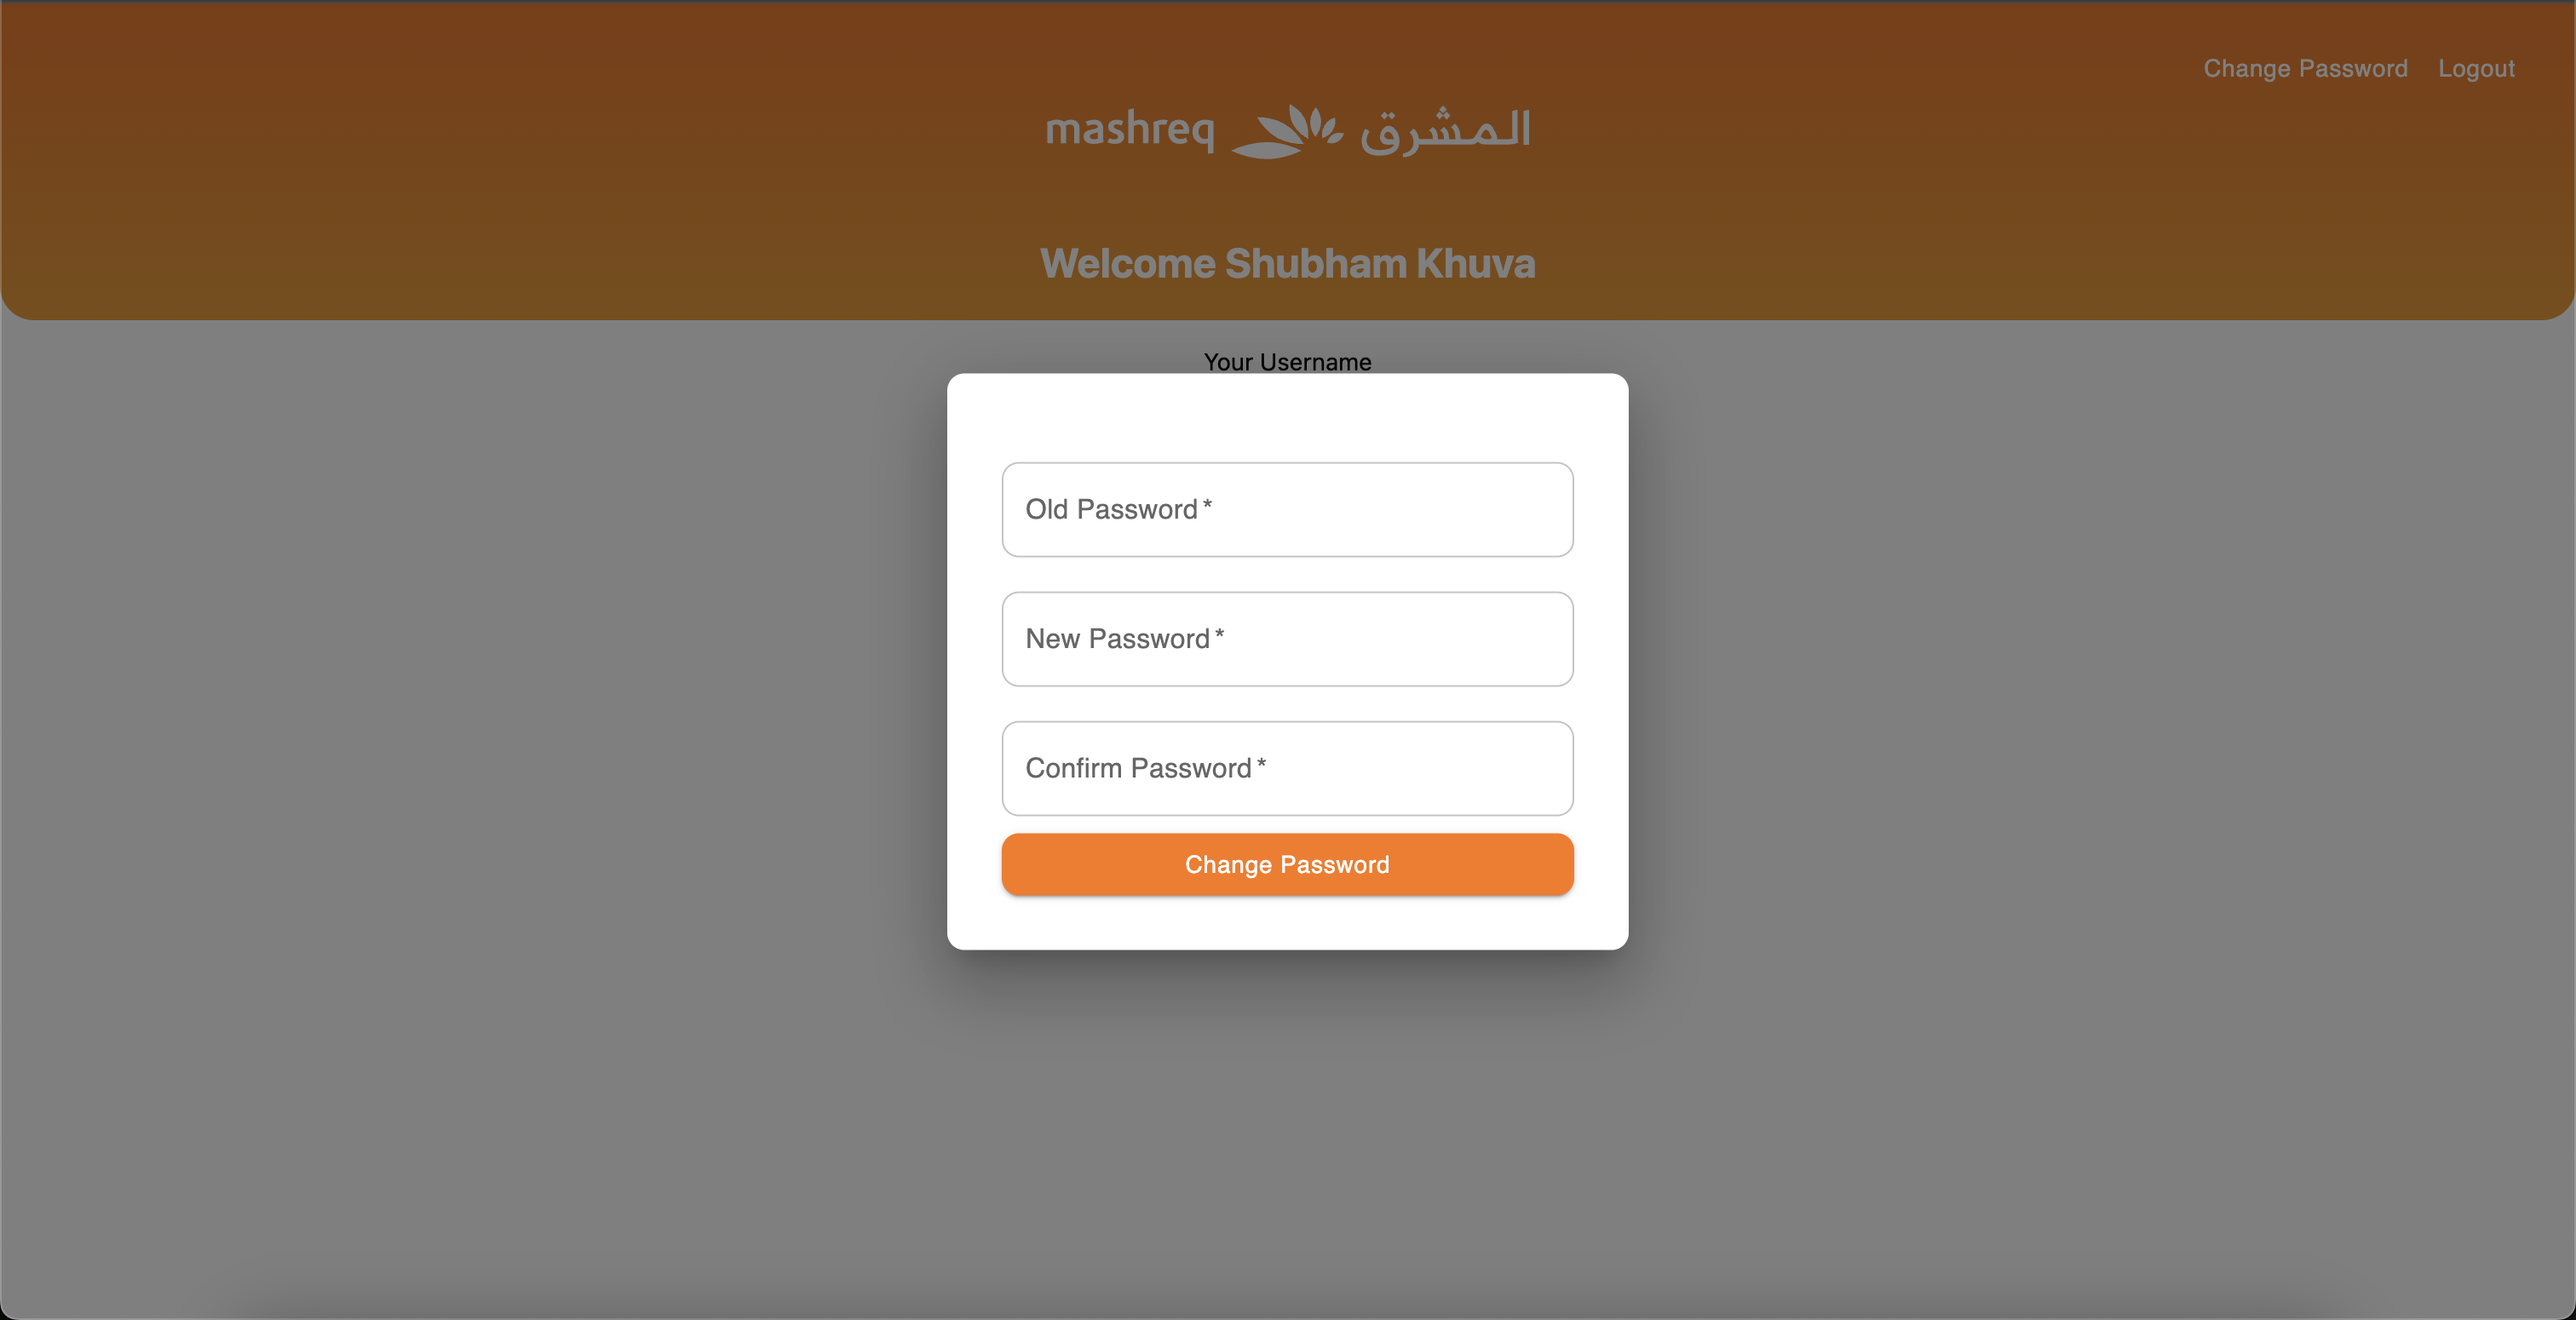 Change Password Logout
mashreq المشرق
Welcome Shubham Khuva
Your Username
Old Password *
New Password *
Confirm Password *
Change Password